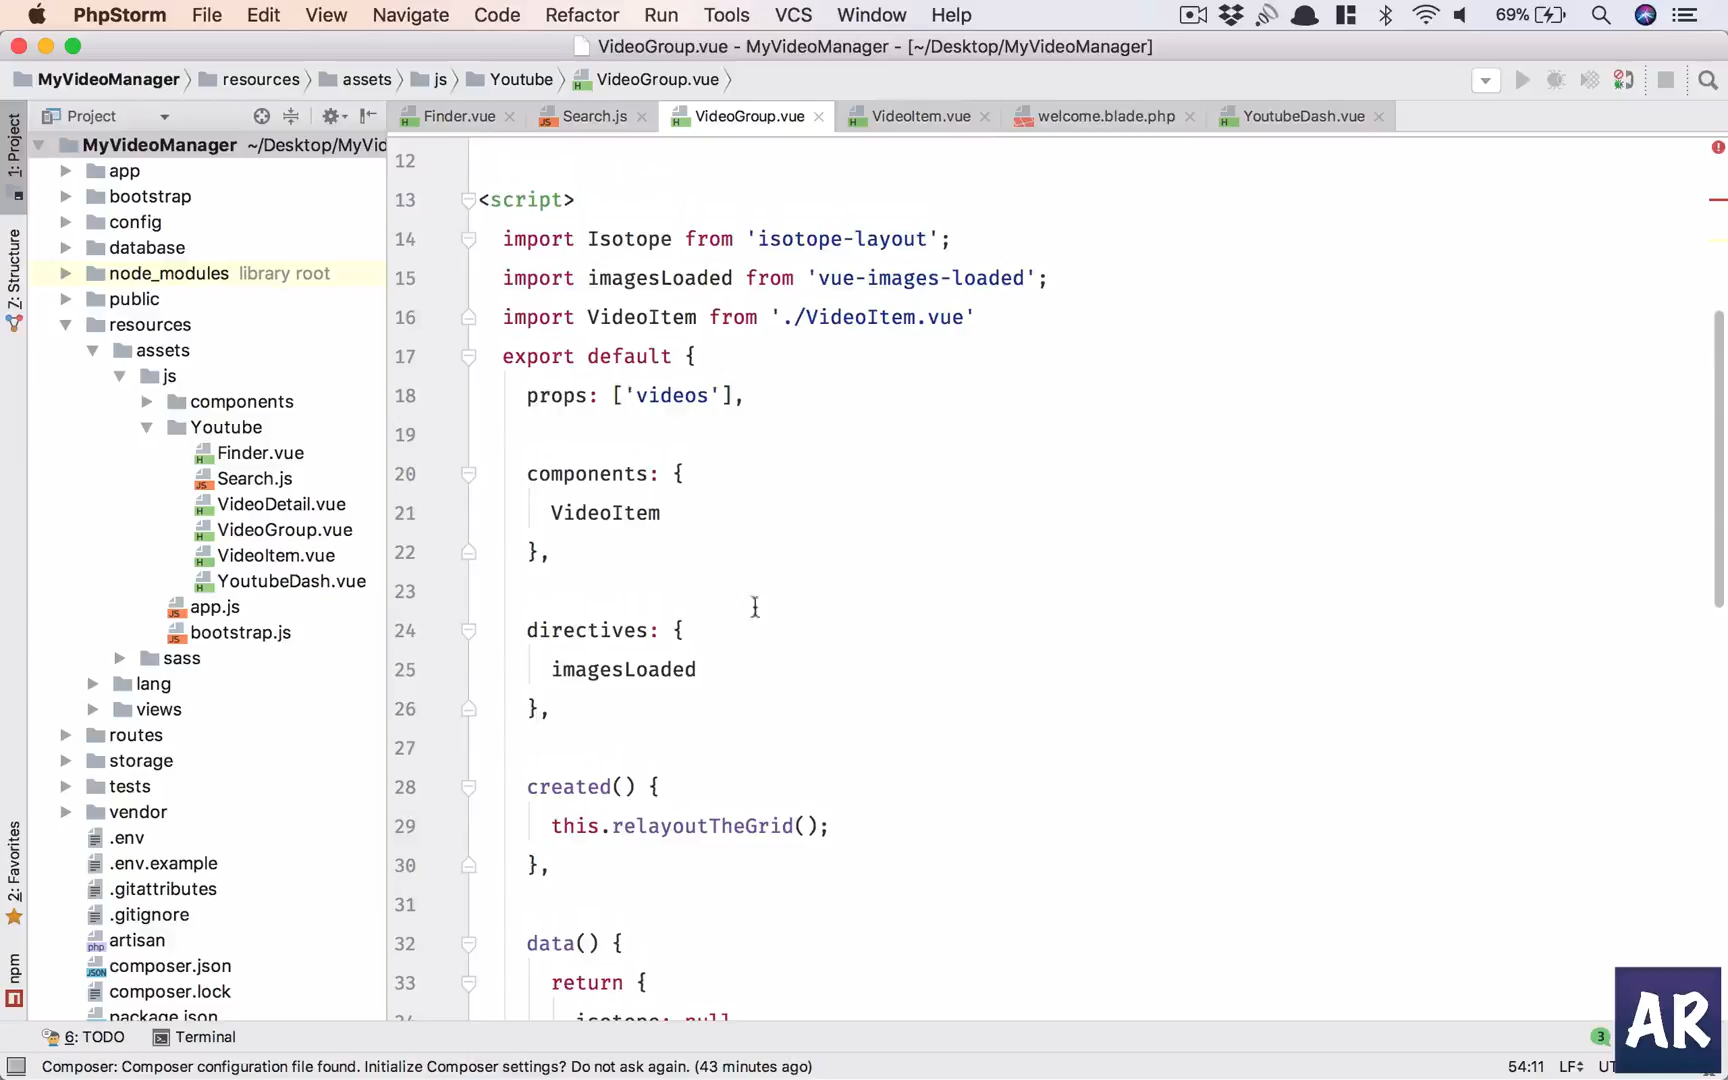 PhpStorm File Edit View Navigate Code Refactor Run Tools VCS Window Help 69%
VideoGroup.vue - MyVideoManager - [~/Desktop/MyVideoManager]
MyVideoManager resources assets js Youtube VideoGroup.vue
Project
Finder.vue Search.js VideoGroup.vue VideoItem.vue welcome.blade.php YoutubeDash.vue
1: Project
7: Structure
2: Favorites
npm
MyVideoManager ~/Desktop/MyVid
app
bootstrap
config
database
node_modules library root
public
resources
assets
js
components
Youtube
Finder.vue
Search.js
VideoDetail.vue
VideoGroup.vue
VideoItem.vue
YoutubeDash.vue
app.js
bootstrap.js
sass
lang
views
routes
storage
tests
vendor
.env
.env.example
.gitattributes
.gitignore
artisan
composer.json
composer.lock
package.json
12
13 <script>
14 import Isotope from 'isotope-layout';
15 import imagesLoaded from 'vue-images-loaded';
16 import VideoItem from './VideoItem.vue'
17 export default {
18 props: ['videos'],
19
20 components: {
21 VideoItem
22 },
23
24 directives: {
25 imagesLoaded
26 },
27
28 created() {
29 this.relayoutTheGrid();
30 },
31
32 data() {
33 return {
34 isotope: null
6: TODO Terminal
3
AR
Composer: Composer configuration file found. Initialize Composer settings? Do not ask again. (43 minutes ago)
54:11 LF